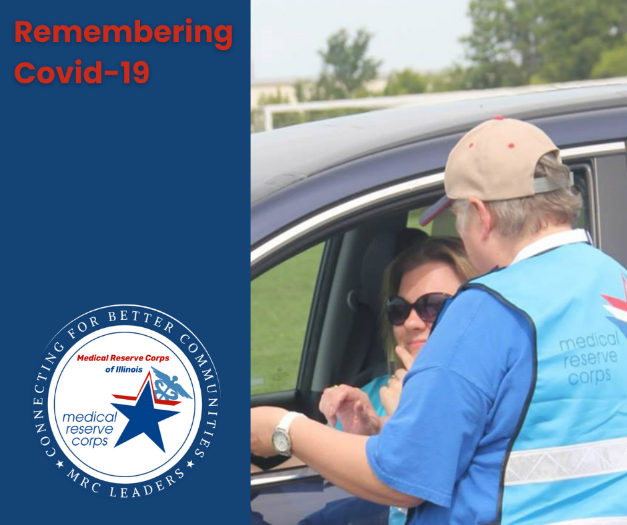 Remembering
Covid-19
CONNECTING FOR BETTER COMMUNITIES
Medical Reserve Corps
of Illinois
medical
reserve
corps
★ MRC LEADERS ★
medical
reserve
corps